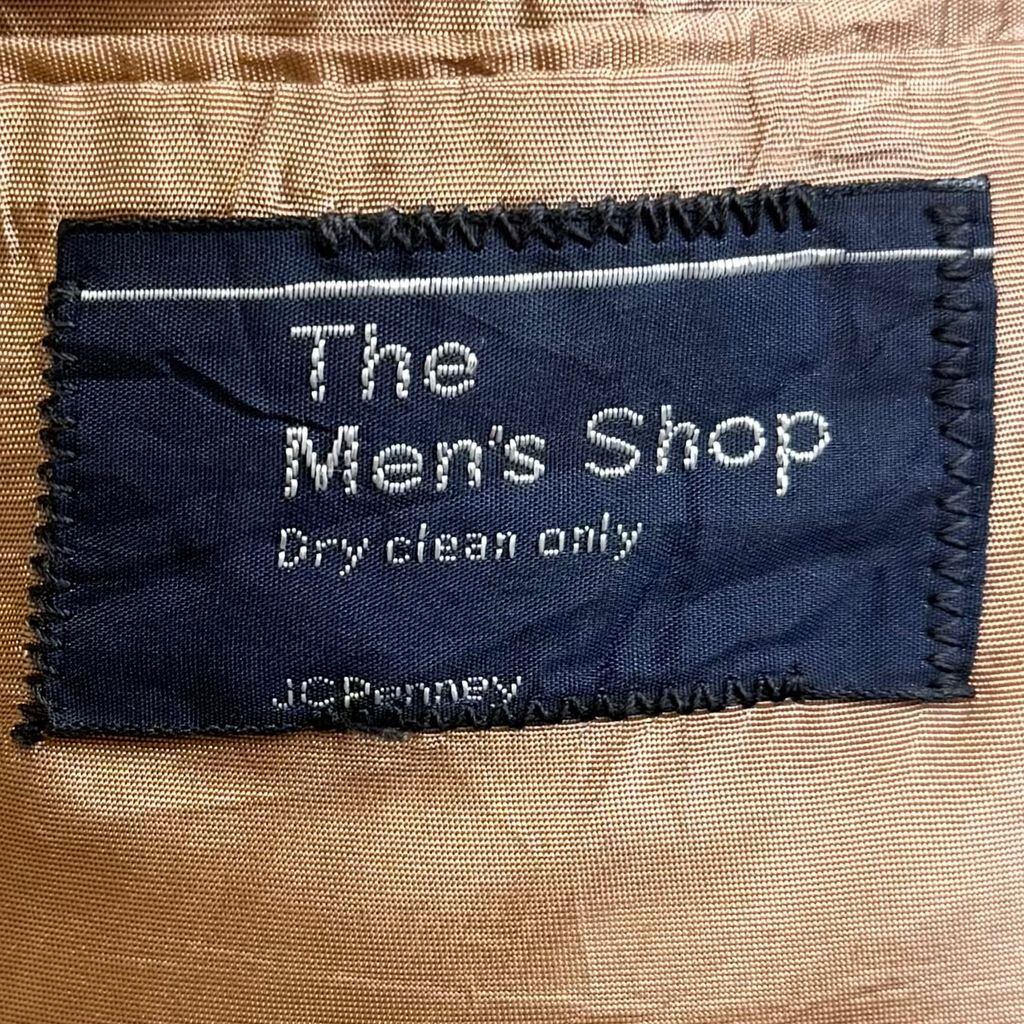 The
Men's Shop
Dry clean only
JCPenney